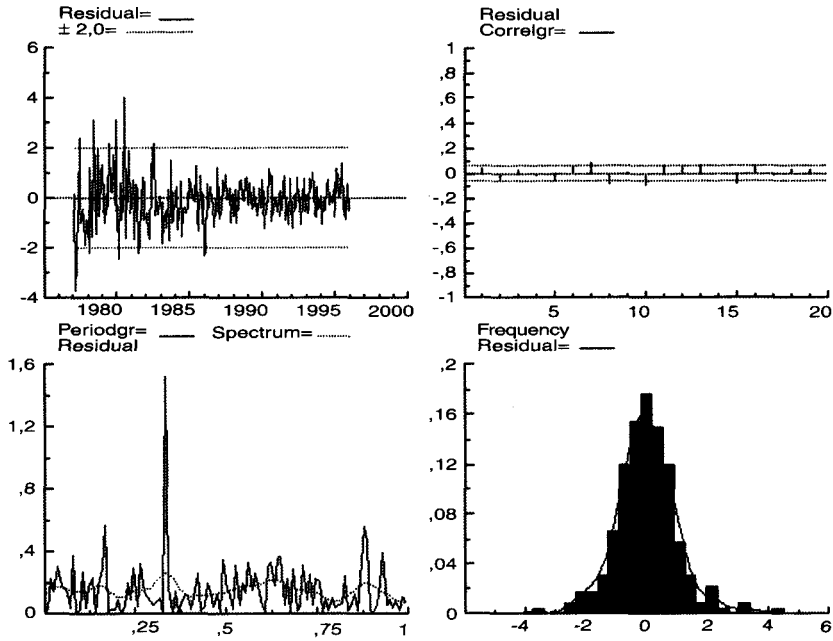 Residual=
± 2,0=
6
4
2
0
-2
-4
1980 1985 1990 1995 2000
Residual
Correlgr=
1
,8
,6
,4
,2
0
-,2
-,4
-,6
-,8
-1
5 10 15 20
Periodgr= Spectrum=
Residual
1,6
1,2
,8
,4
0
,25 ,5 ,75 1
Frequency
Residual=
,2
,16
,12
,08
,04
0
-4 -2 0 2 4 6